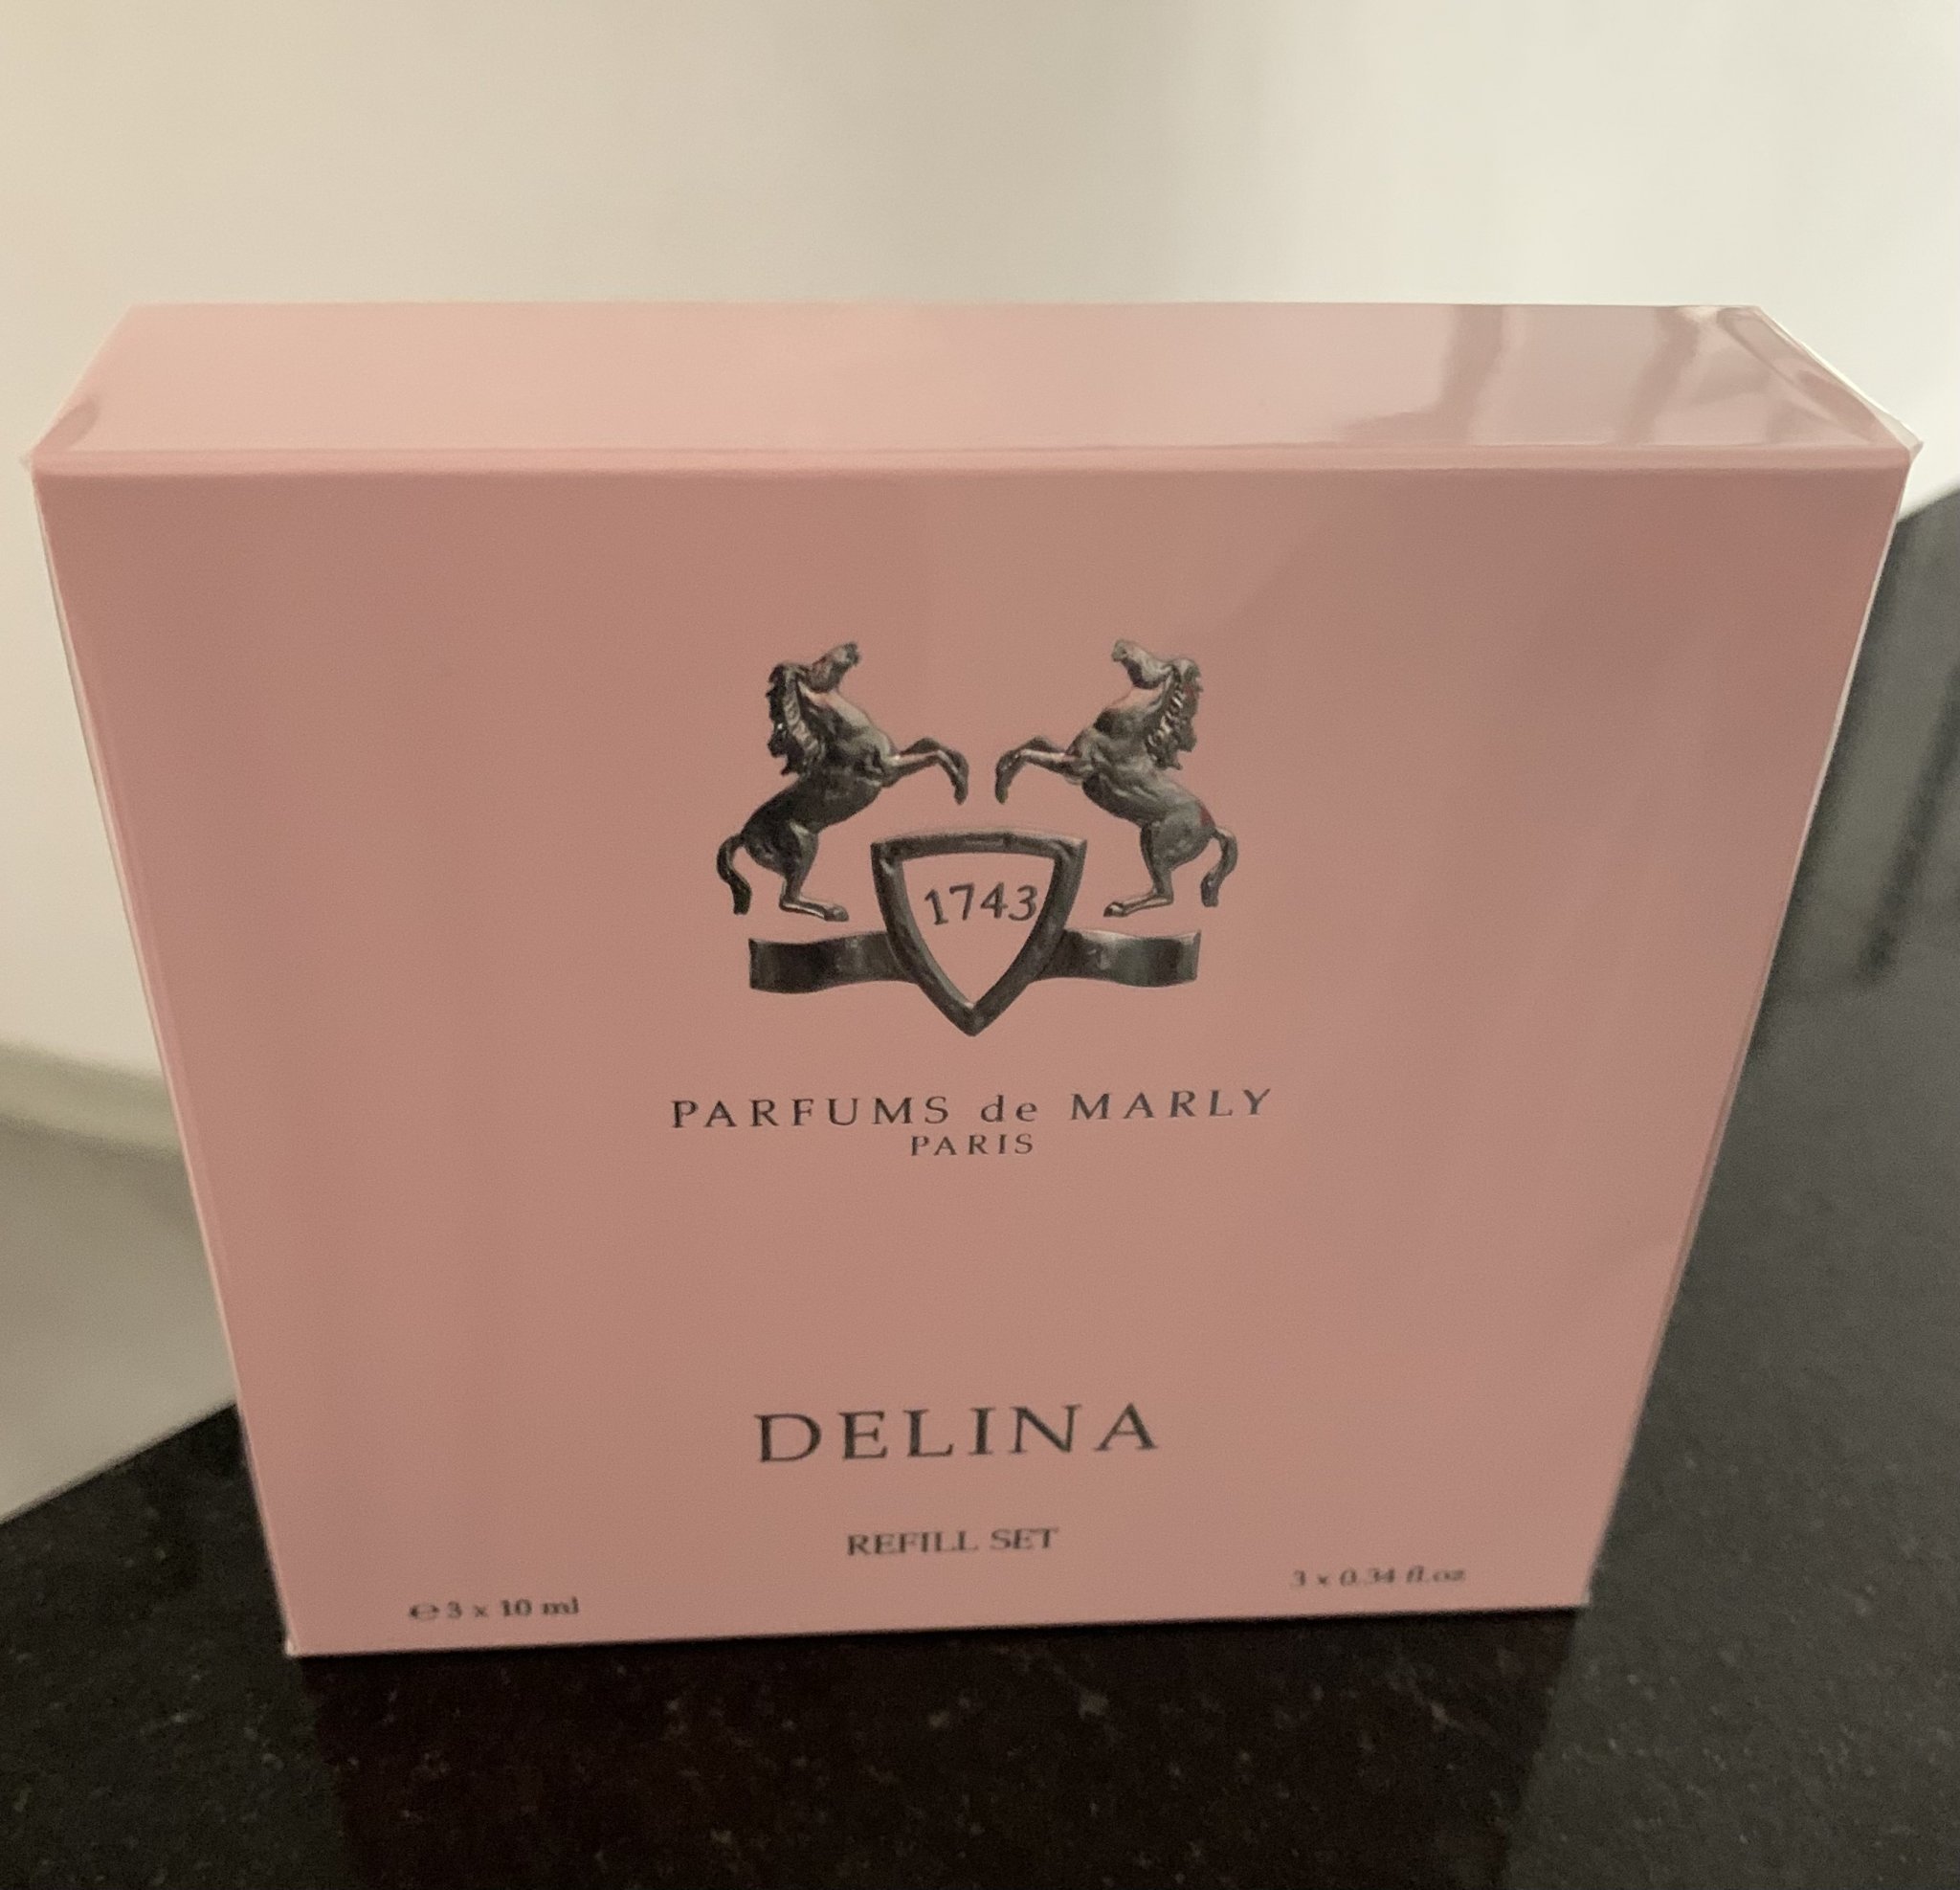 1743
PARFUMS de MARLY
PARIS
DELINA
REFILL SET
℮ 3 x 10 ml
3 x 0.34 fl.oz